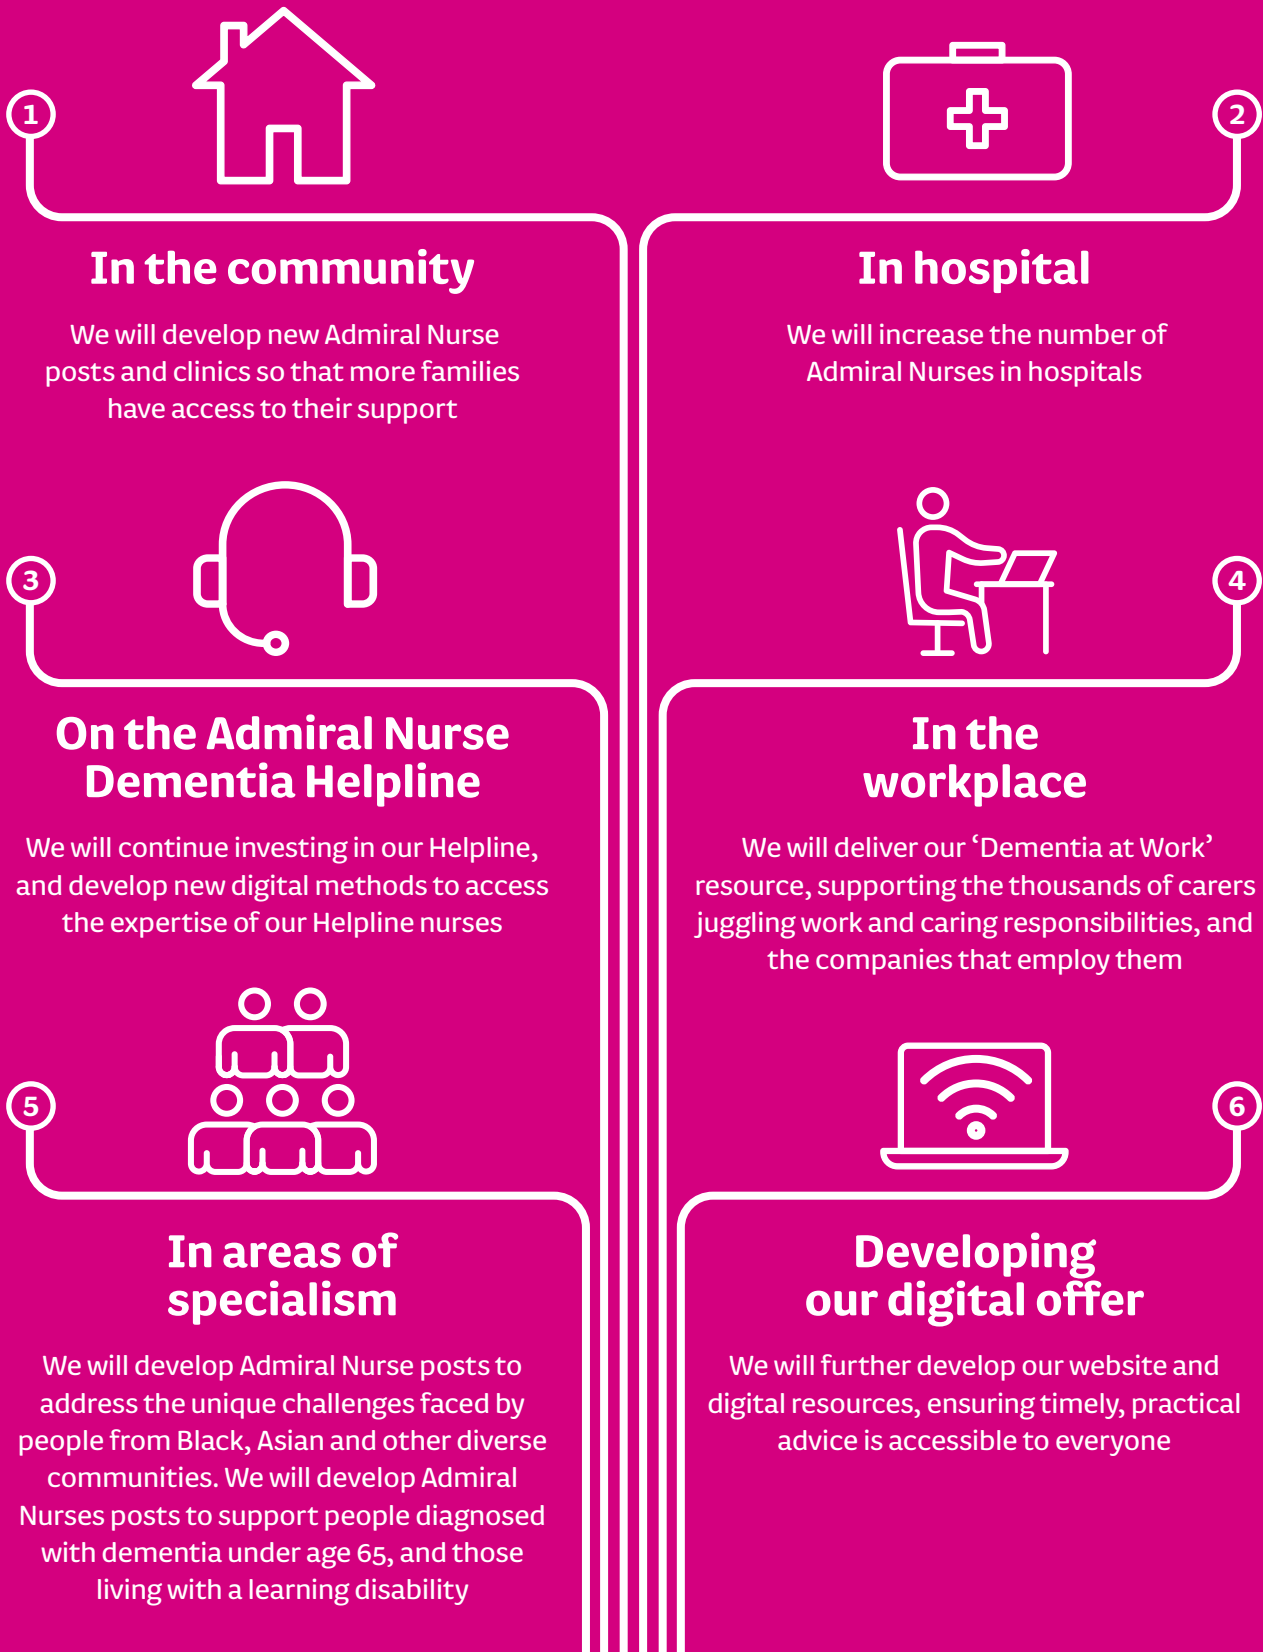 1
In the community
We will develop new Admiral Nurse
posts and clinics so that more families
have access to their support
2
In hospital
We will increase the number of
Admiral Nurses in hospitals
3
On the Admiral Nurse
Dementia Helpline
We will continue investing in our Helpline,
and develop new digital methods to access
the expertise of our Helpline nurses
4
In the
workplace
We will deliver our ‘Dementia at Work’
resource, supporting the thousands of carers
juggling work and caring responsibilities, and
the companies that employ them
5
In areas of
specialism
We will develop Admiral Nurse posts to
address the unique challenges faced by
people from Black, Asian and other diverse
communities. We will develop Admiral
Nurses posts to support people diagnosed
with dementia under age 65, and those
living with a learning disability
6
Developing
our digital offer
We will further develop our website and
digital resources, ensuring timely, practical
advice is accessible to everyone